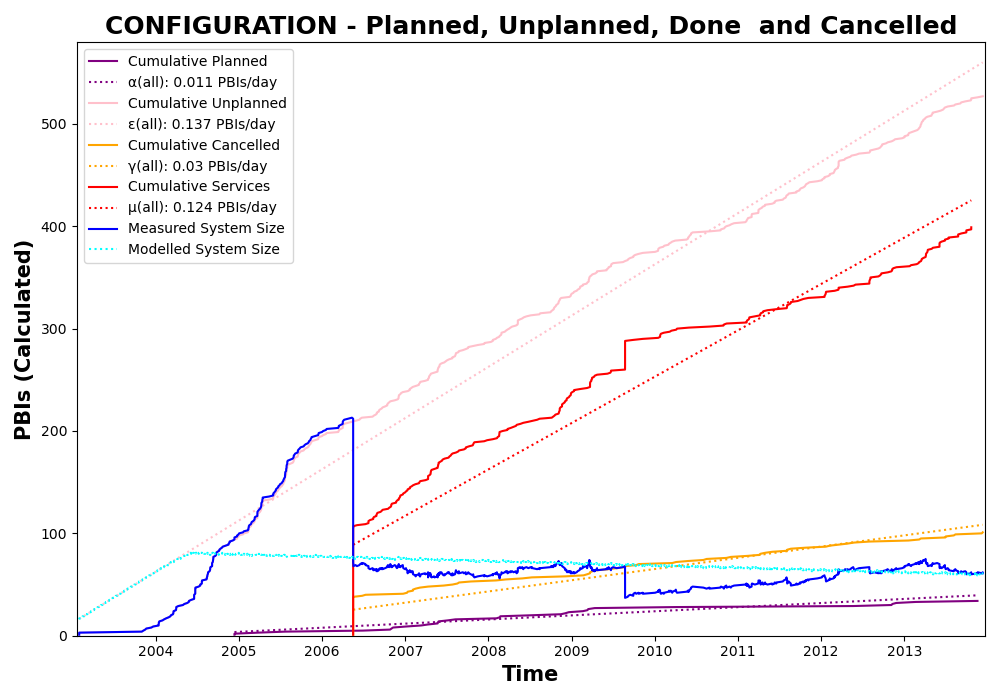 CONFIGURATION - Planned, Unplanned, Done  and Cancelled
Cumulative Planned
α(all): 0.011 PBIs/day
Cumulative Unplanned
ε(all): 0.137 PBIs/day
Cumulative Cancelled
γ(all): 0.03 PBIs/day
Cumulative Services
μ(all): 0.124 PBIs/day
Measured System Size
Modelled System Size
PBIs (Calculated)
500
400
300
200
100
0
2004 2005 2006 2007 2008 2009 2010 2011 2012 2013
Time